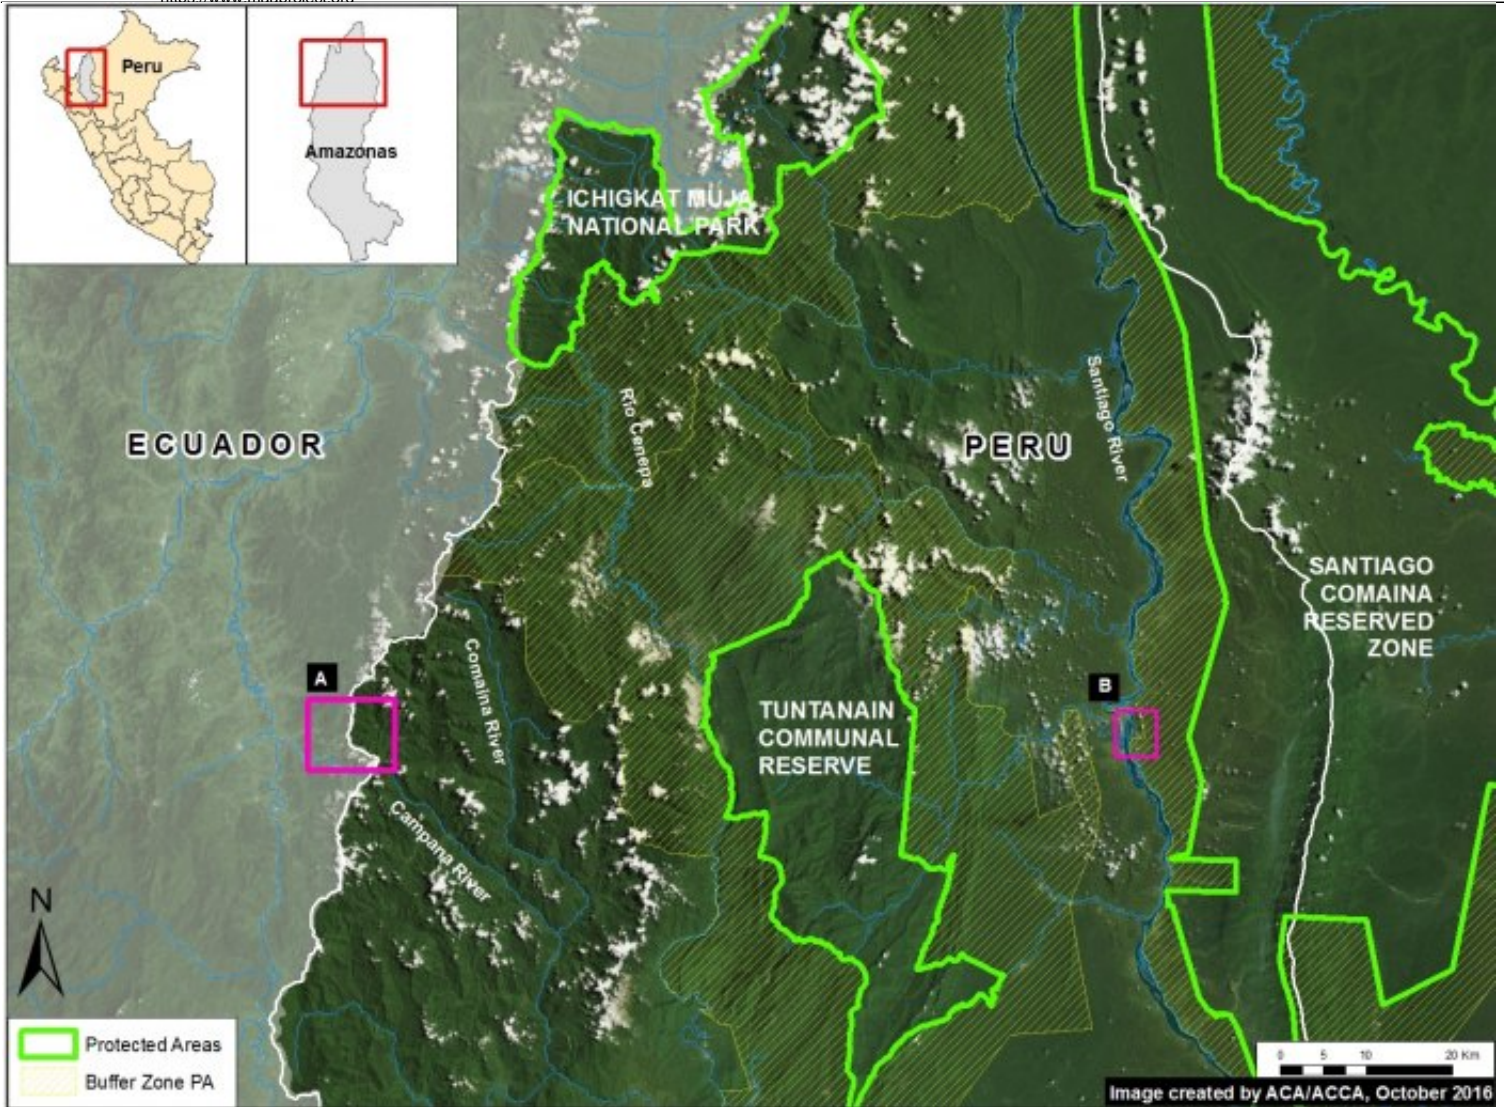 Peru
Amazonas
ICHIGKAT MUJA
NATIONAL PARK
ECUADOR
Rio Cenepa
PERU
Santiago River
SANTIAGO
COMAINA
RESERVED
ZONE
A
Comaina River
B
TUNTANAIN
COMMUNAL
RESERVE
Campana River
N
Protected Areas
Buffer Zone PA
0 5 10 20 Km
Image created by ACA/ACCA, October 2016